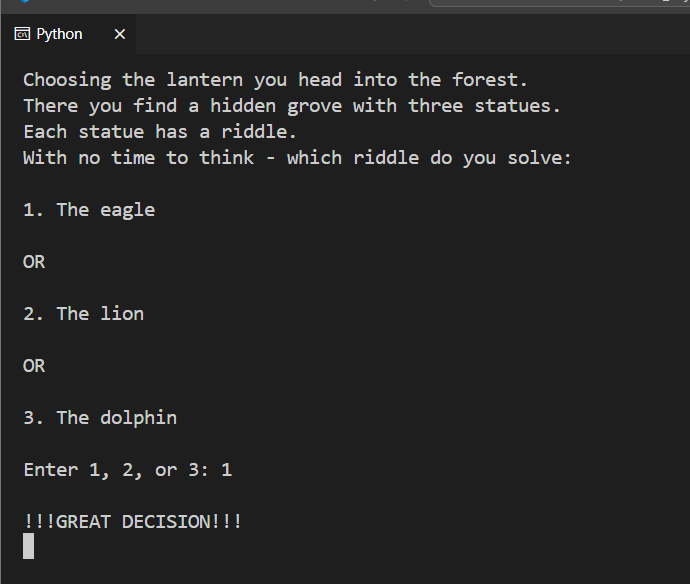 Python
Choosing the lantern you head into the forest.
There you find a hidden grove with three statues.
Each statue has a riddle.
With no time to think - which riddle do you solve:
1. The eagle
OR
2. The lion
OR
3. The dolphin
Enter 1, 2, or 3: 1
!!!GREAT DECISION!!!